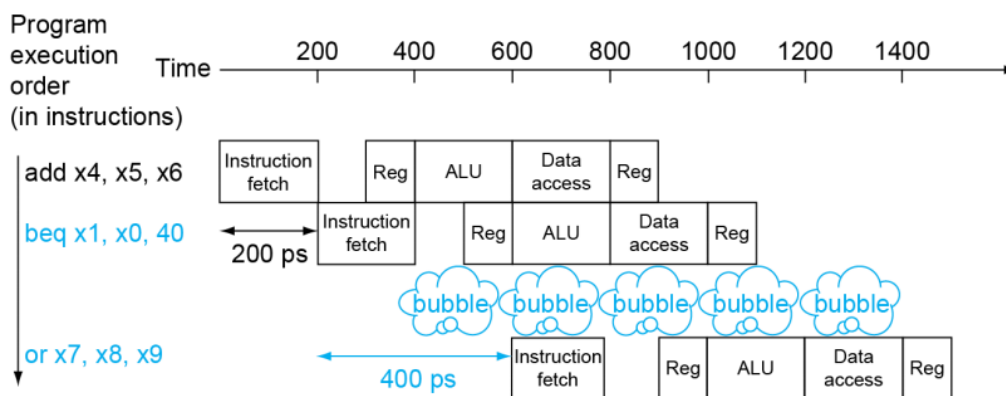 Program
execution
order
(in instructions)
Time
200 400 600 800 1000 1200 1400
add x4, x5, x6
Instruction
fetch
Reg
ALU
Data
access
Reg
beq x1, x0, 40
200 ps
Instruction
fetch
Reg
ALU
Data
access
Reg
bubble bubble bubble bubble bubble
or x7, x8, x9
400 ps
Instruction
fetch
Reg
ALU
Data
access
Reg